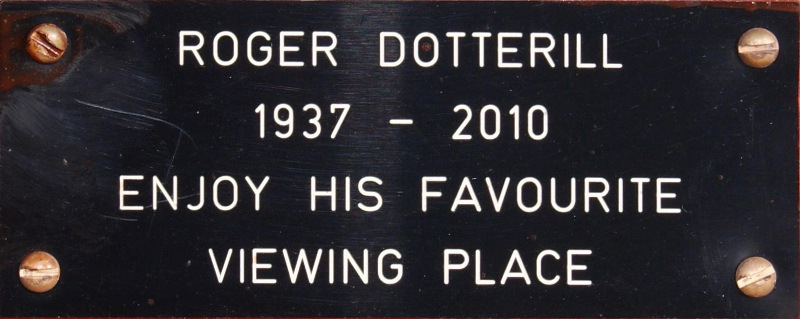 ROGER DOTTERILL
1937 - 2010
ENJOY HIS FAVOURITE
VIEWING PLACE